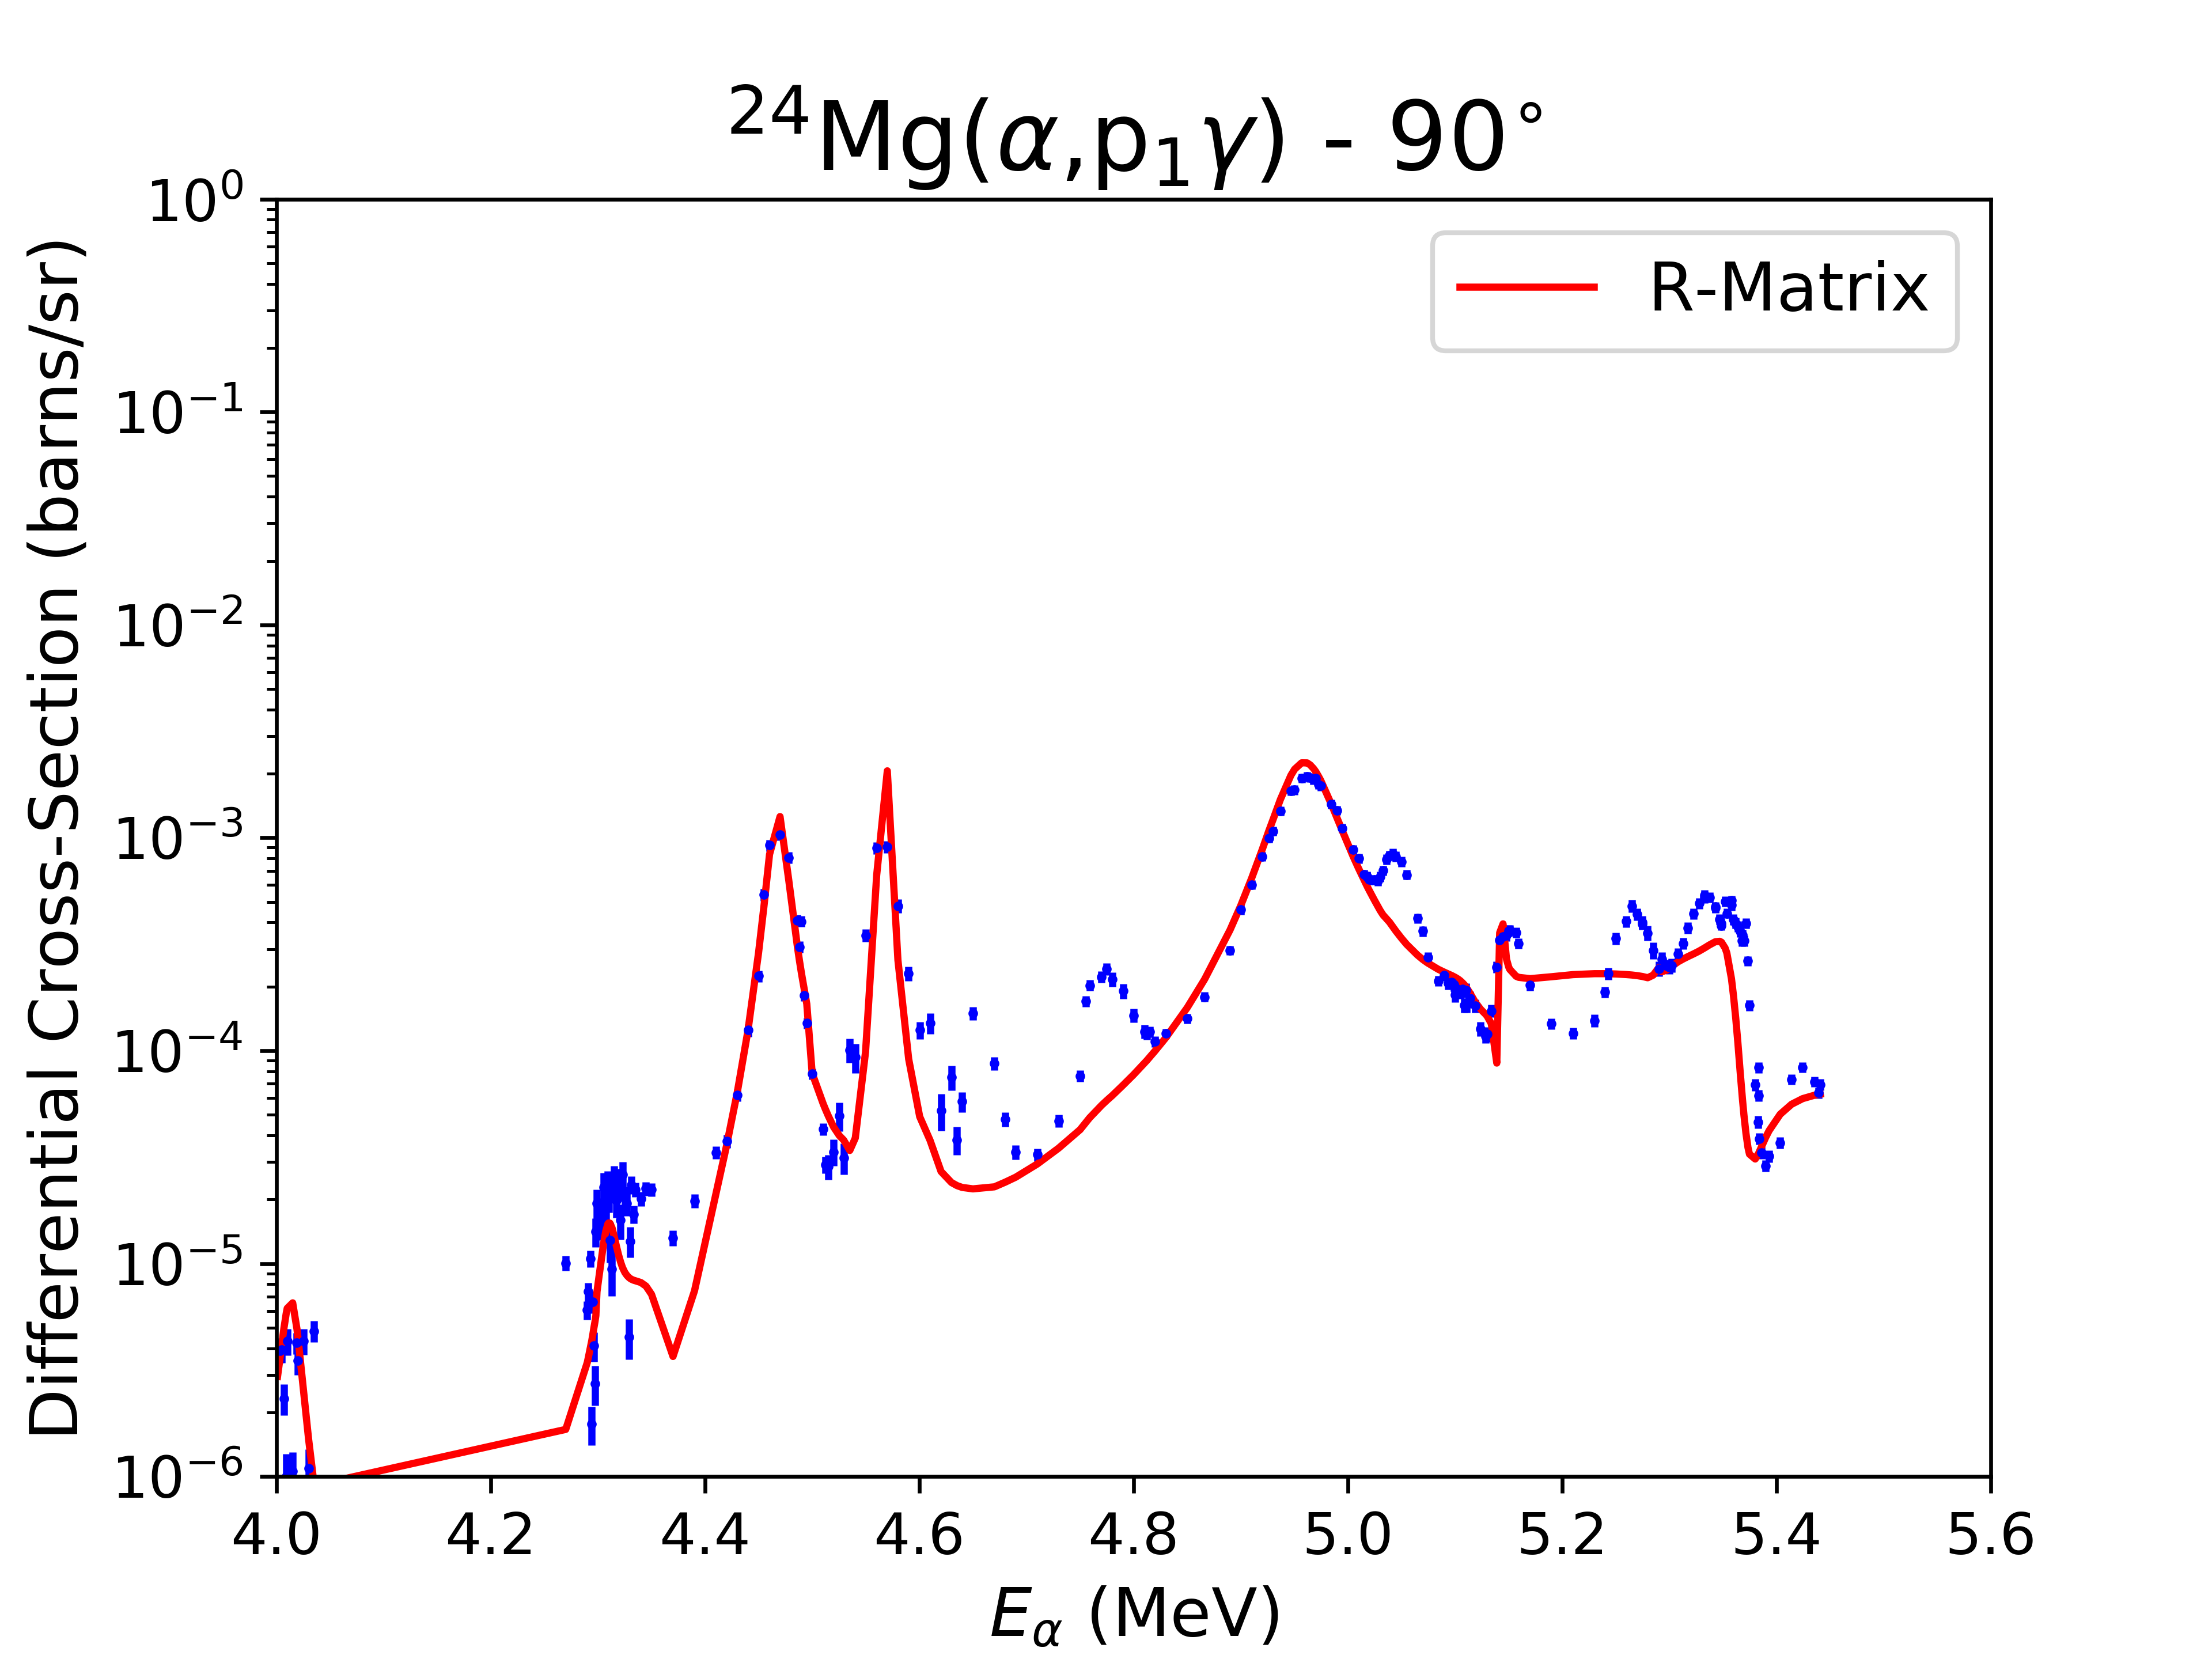 ²⁴Mg(α,p₁γ) - 90°
R-Matrix
Differential Cross-Section (barns/sr)
10⁰
10⁻¹
10⁻²
10⁻³
10⁻⁴
10⁻⁵
10⁻⁶
4.0 4.2 4.4 4.6 4.8 5.0 5.2 5.4 5.6
Eα (MeV)